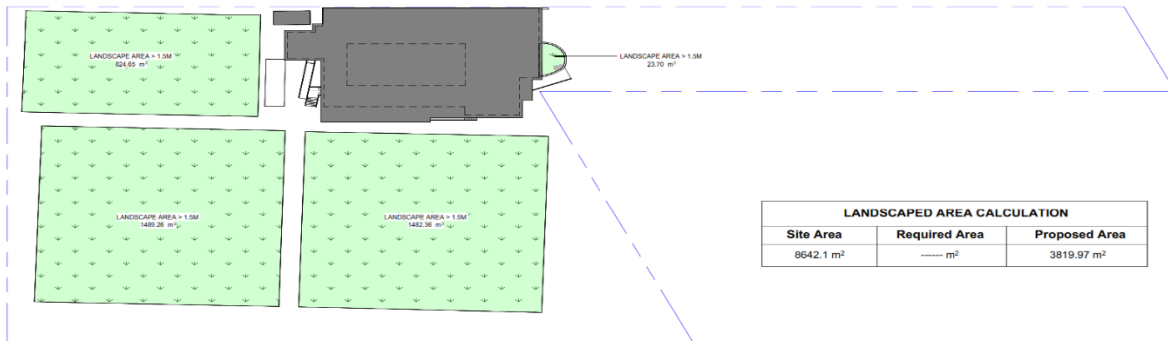 LANDSCAPE AREA > 1.5M
824.65 m²
LANDSCAPE AREA > 1.5M
23.70 m²
LANDSCAPE AREA > 1.5M
1489.26 m²
LANDSCAPE AREA > 1.5M
1482.36 m²
LANDSCAPED AREA CALCULATION
Site Area Required Area Proposed Area
8642.1 m² ------ m² 3819.97 m²